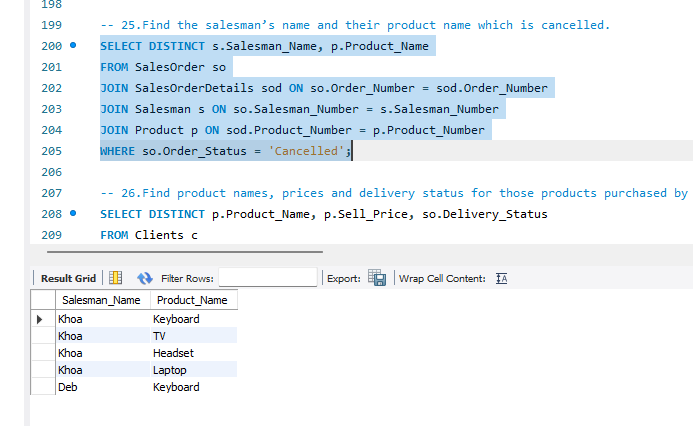 198
199 -- 25.Find the salesman’s name and their product name which is cancelled.
200 SELECT DISTINCT s.Salesman_Name, p.Product_Name
201 FROM SalesOrder so
202 JOIN SalesOrderDetails sod ON so.Order_Number = sod.Order_Number
203 JOIN Salesman s ON so.Salesman_Number = s.Salesman_Number
204 JOIN Product p ON sod.Product_Number = p.Product_Number
205 WHERE so.Order_Status = 'Cancelled';
206
207 -- 26.Find product names, prices and delivery status for those products purchased by
208 SELECT DISTINCT p.Product_Name, p.Sell_Price, so.Delivery_Status
209 FROM Clients c
Result Grid Filter Rows: Export: Wrap Cell Content: IA
Salesman_Name Product_Name
Khoa Keyboard
Khoa TV
Khoa Headset
Khoa Laptop
Deb Keyboard